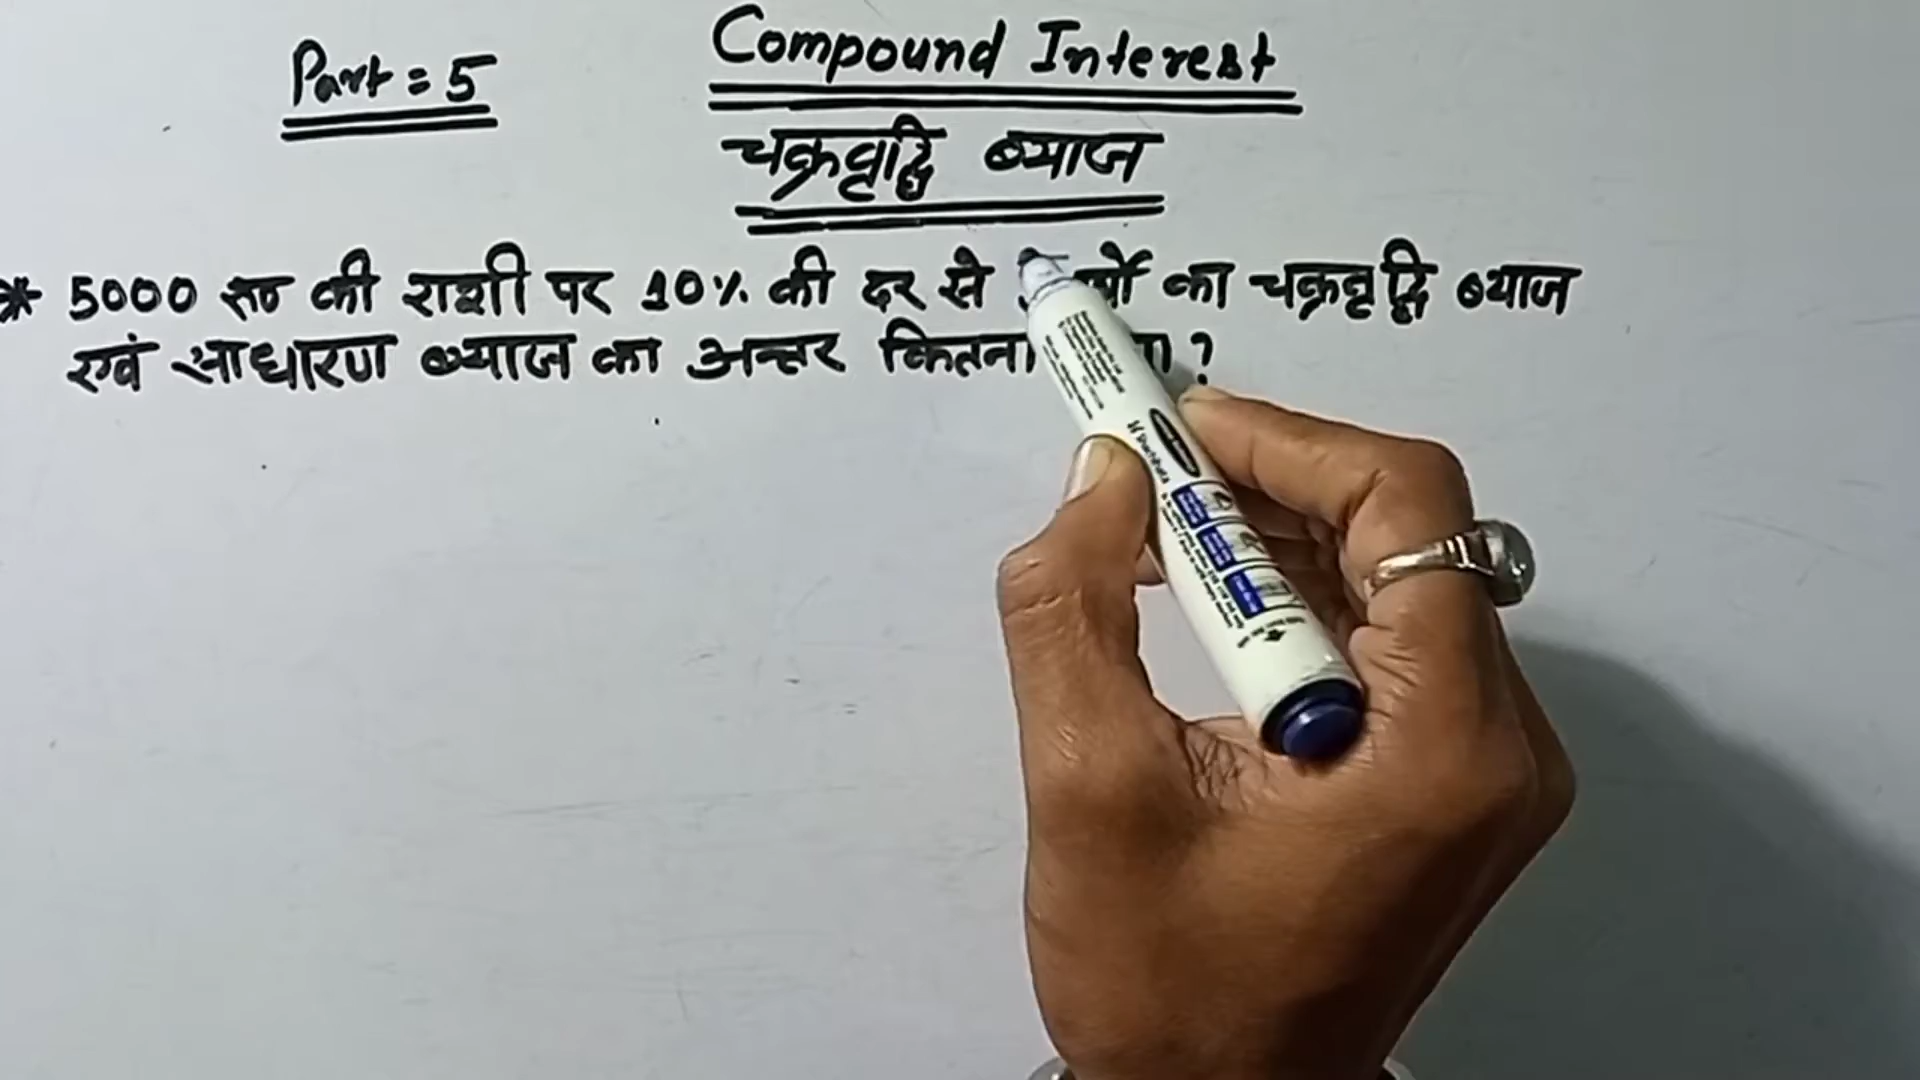 Part = 5
Compound Interest
चक्रवृद्धि ब्याज
* 5000 रु० की राशी पर 10% की दर से का चक्रवृद्धि ब्याज
एवं साधारण ब्याज का अन्तर कितना ?